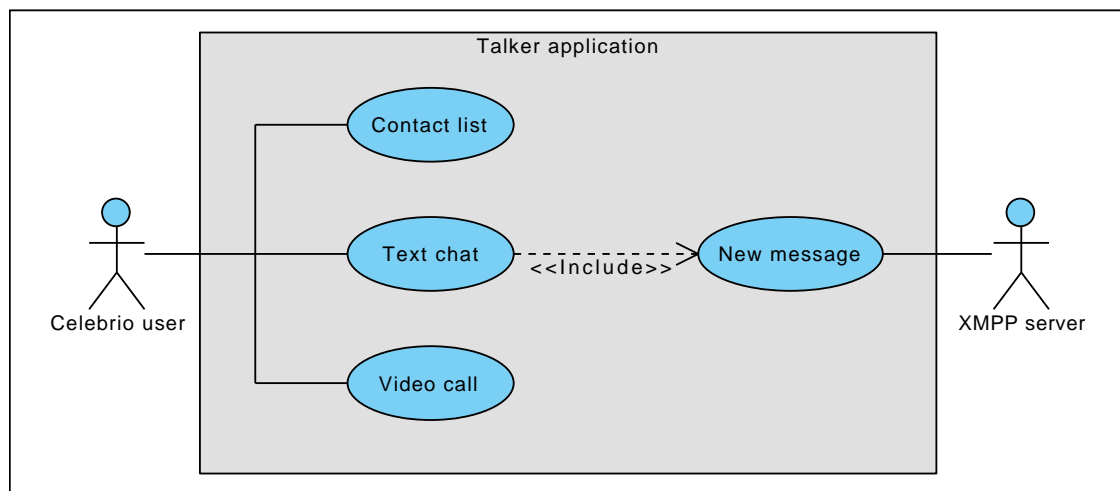 Talker application
Contact list
Text chat
<<Include>>
New message
Celebrio user
XMPP server
Video call